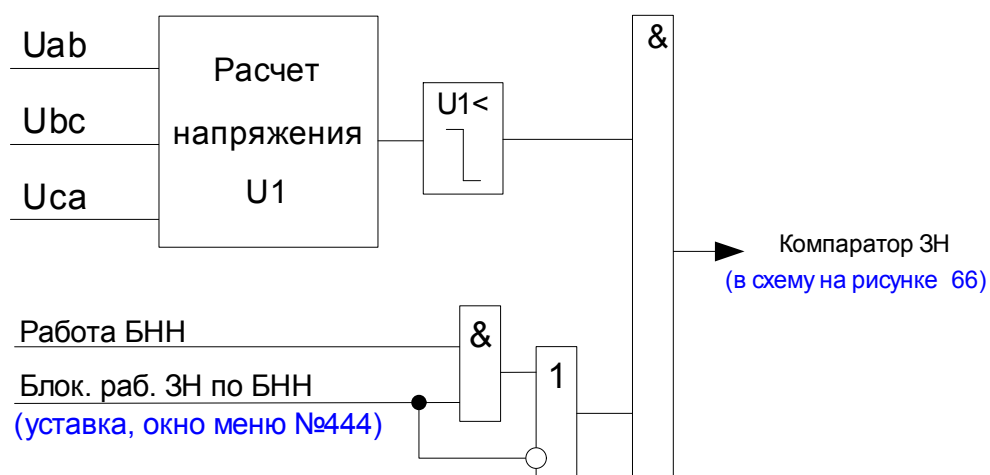 Uab
Ubc
Uca
Расчет
напряжения
U1
U1<
&
Компаратор ЗН
(в схему на рисунке 66)
Работа БНН
Блок. раб. ЗН по БНН
(уставка, окно меню №444)
&
1